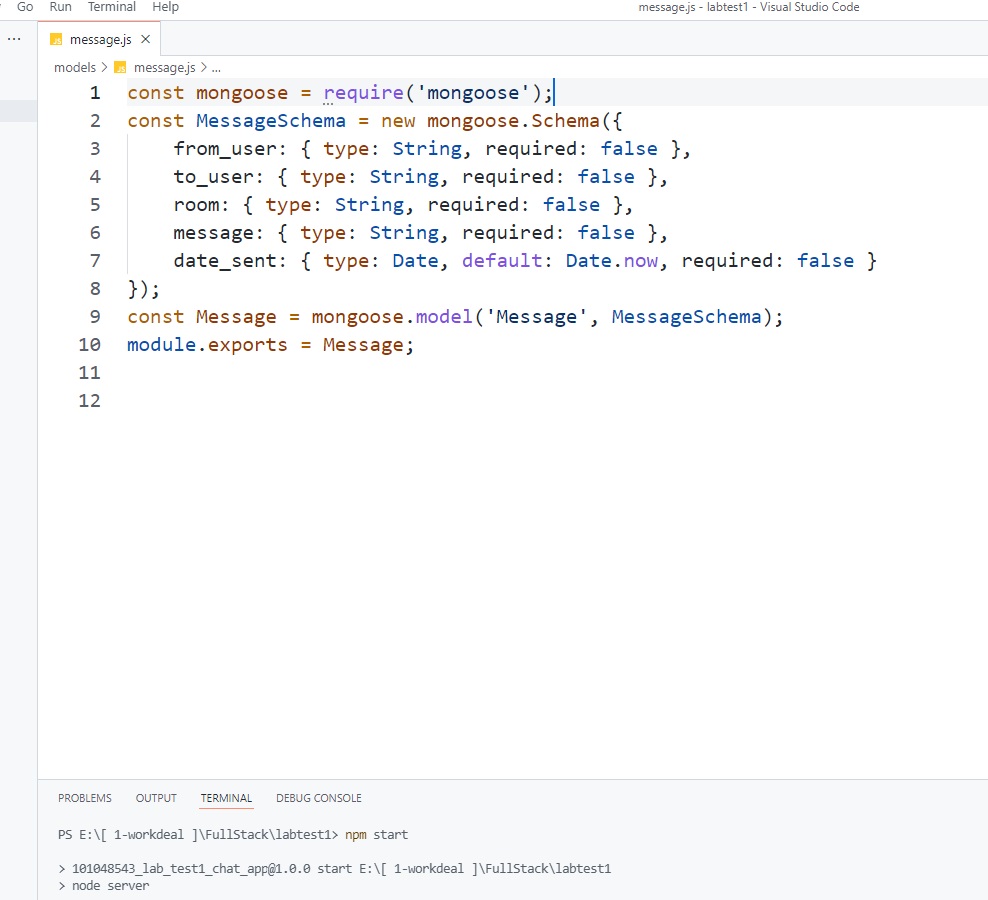 Go Run Terminal Help message.js - labtest1 - Visual Studio Code
... JS message.js ×
models > JS message.js > ...
1 const mongoose = require('mongoose');
2 const MessageSchema = new mongoose.Schema({
3     from_user: { type: String, required: false },
4     to_user: { type: String, required: false },
5     room: { type: String, required: false },
6     message: { type: String, required: false },
7     date_sent: { type: Date, default: Date.now, required: false }
8 });
9 const Message = mongoose.model('Message', MessageSchema);
10 module.exports = Message;
11
12
PROBLEMS OUTPUT TERMINAL DEBUG CONSOLE
PS E:\[ 1-workdeal ]\FullStack\labtest1> npm start
> 101048543_lab_test1_chat_app@1.0.0 start E:\[ 1-workdeal ]\FullStack\labtest1
> node server